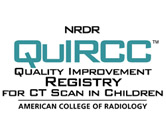 NRDR
QuIRCC™
QUALITY IMPROVEMENT
REGISTRY
FOR CT SCAN IN CHILDREN
AMERICAN COLLEGE OF RADIOLOGY